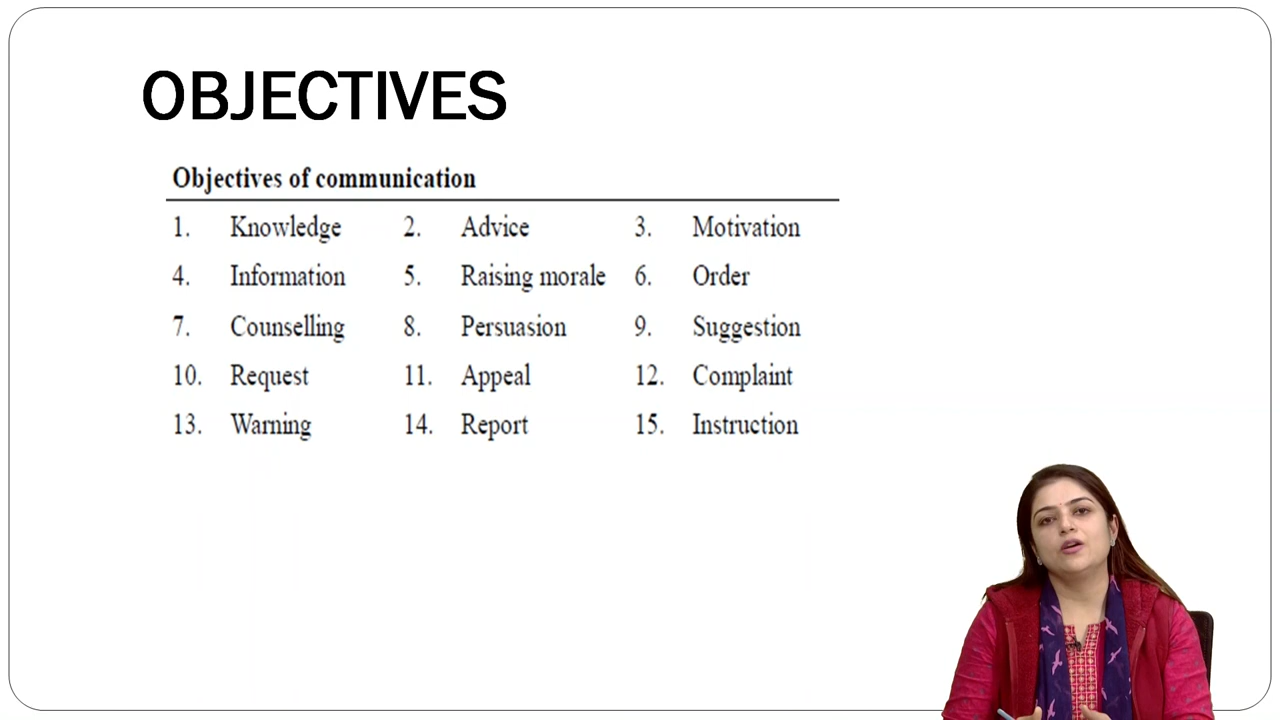 OBJECTIVES
Objectives of communication
1. Knowledge 2. Advice 3. Motivation
4. Information 5. Raising morale 6. Order
7. Counselling 8. Persuasion 9. Suggestion
10. Request 11. Appeal 12. Complaint
13. Warning 14. Report 15. Instruction